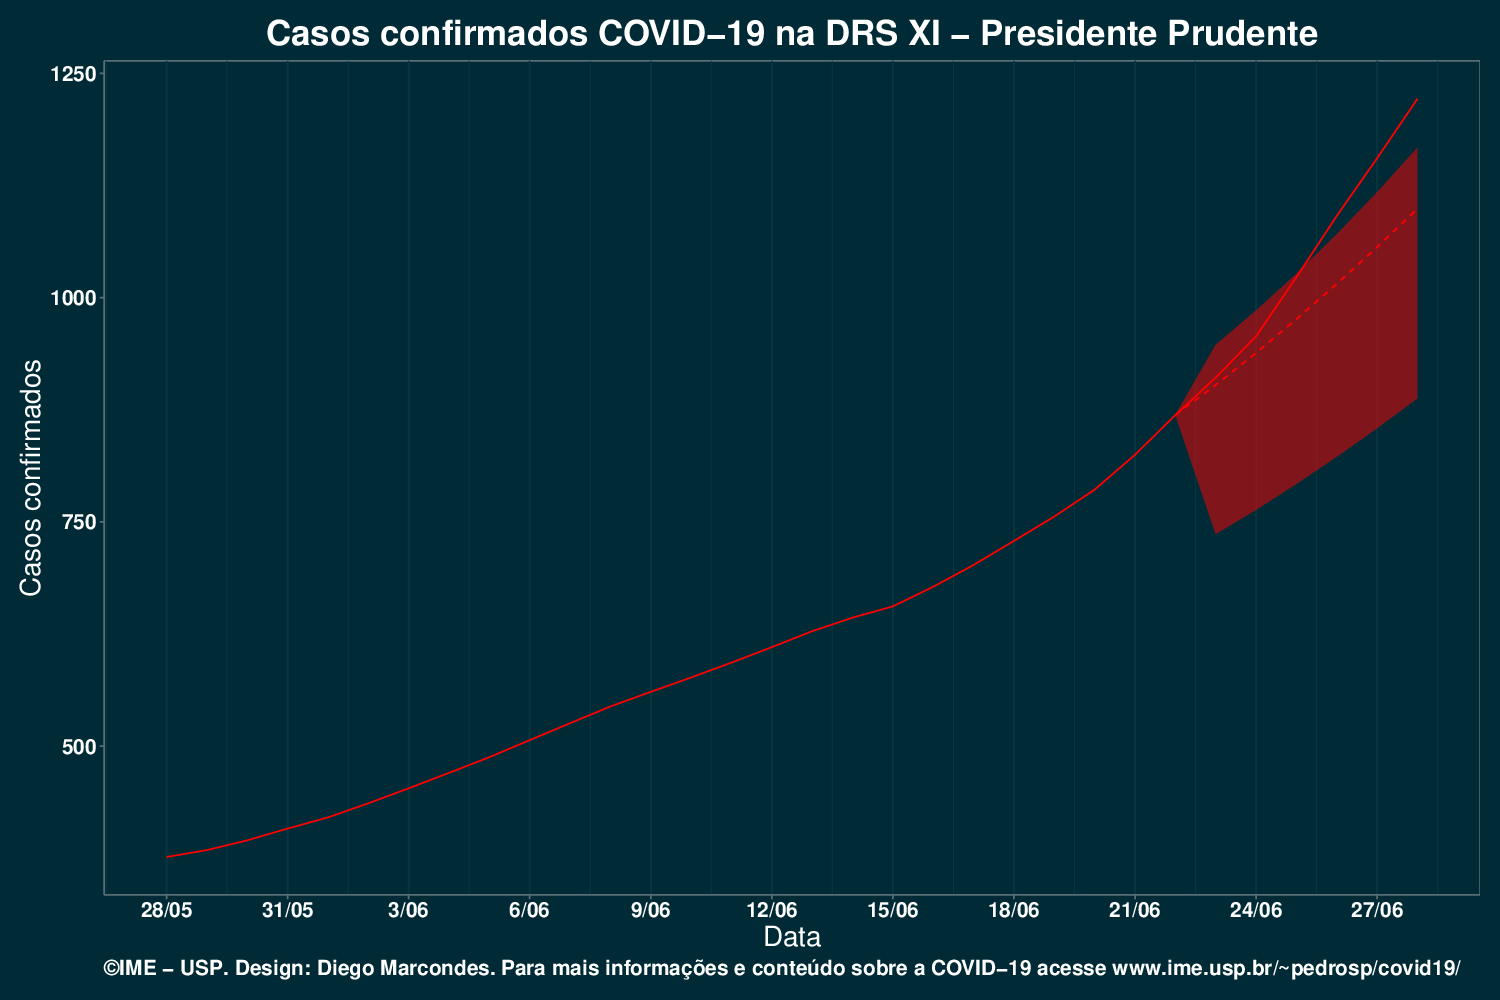 Casos confirmados COVID−19 na DRS XI − Presidente Prudente
Casos confirmados
1250
1000
750
500
28/05 31/05 3/06 6/06 9/06 12/06 15/06 18/06 21/06 24/06 27/06
Data
©IME − USP. Design: Diego Marcondes. Para mais informações e conteúdo sobre a COVID−19 acesse www.ime.usp.br/~pedrosp/covid19/